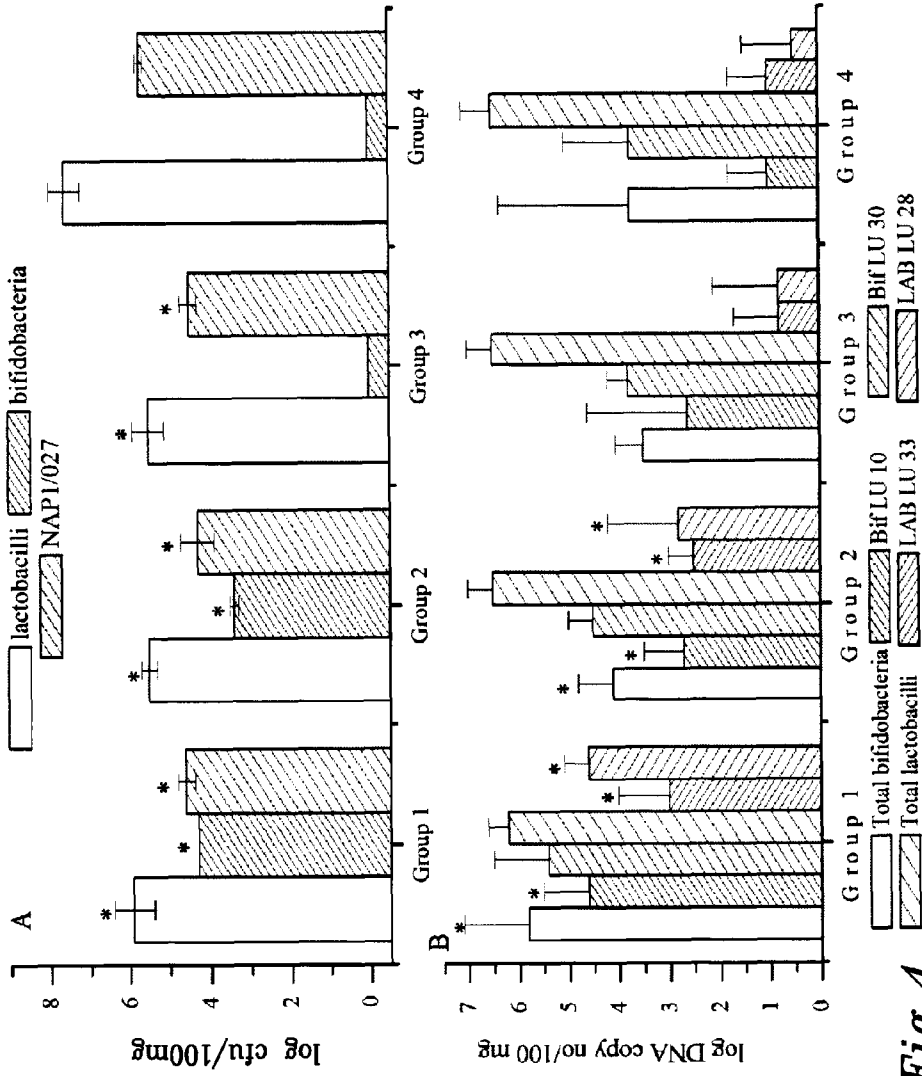 A
lactobacilli
bifidobacteria
NAP1/027
log cfu/100mg
8
6
4
2
0
* * *
* * *
* *
Group 1
Group 2
Group 3
Group 4
B
log DNA copy no/100 mg
7
6
5
4
3
2
1
0
* * * *
* * * *
Group 1
Group 2
Group 3
Group 4
Total bifidobacteria
Bif LU 10
Bif LU 30
Total lactobacilli
LAB LU 33
LAB LU 28
Fig 4